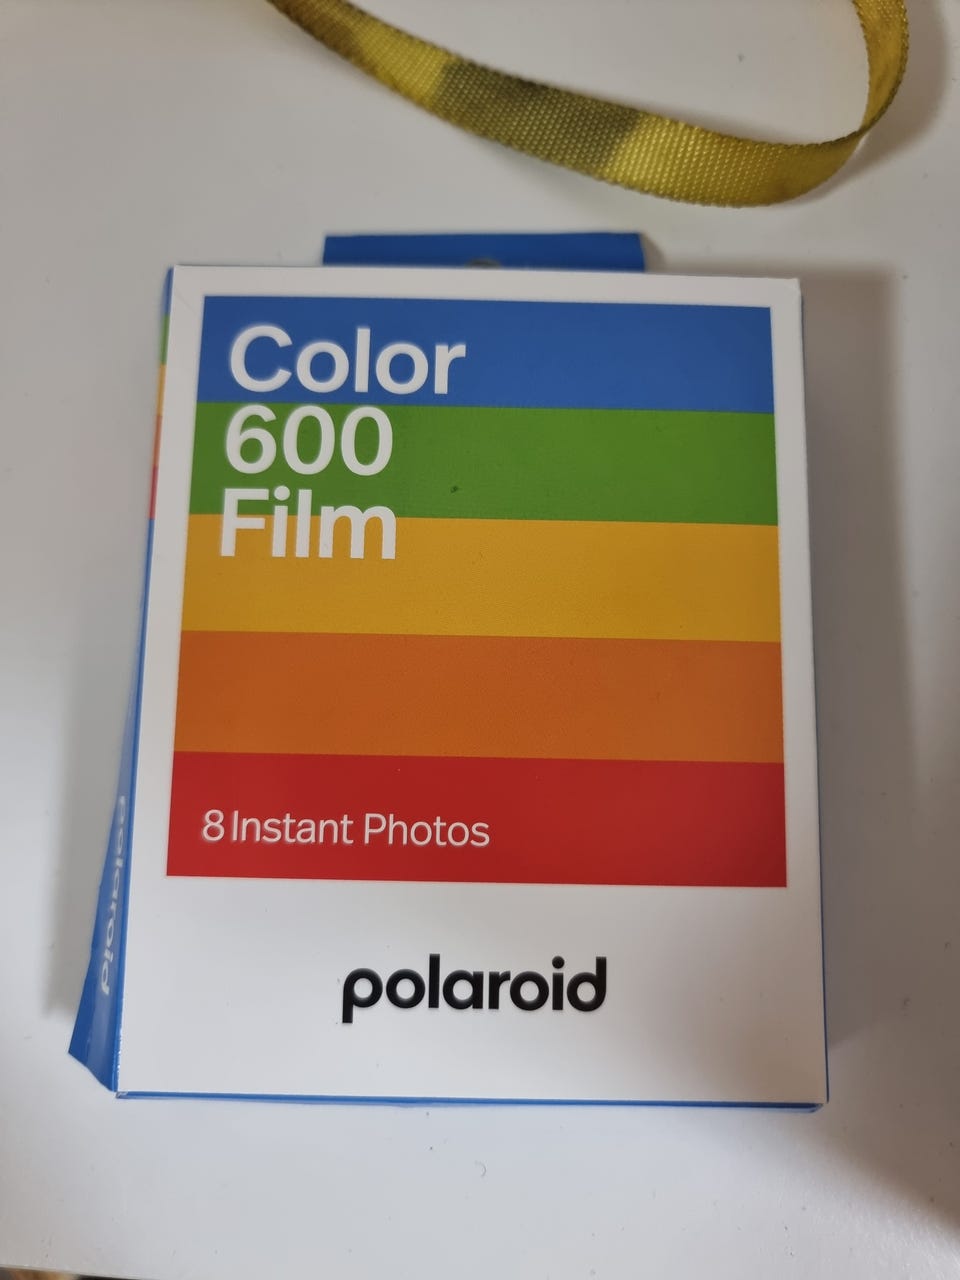 Color
600
Film
8 Instant Photos
polaroid
polaroid